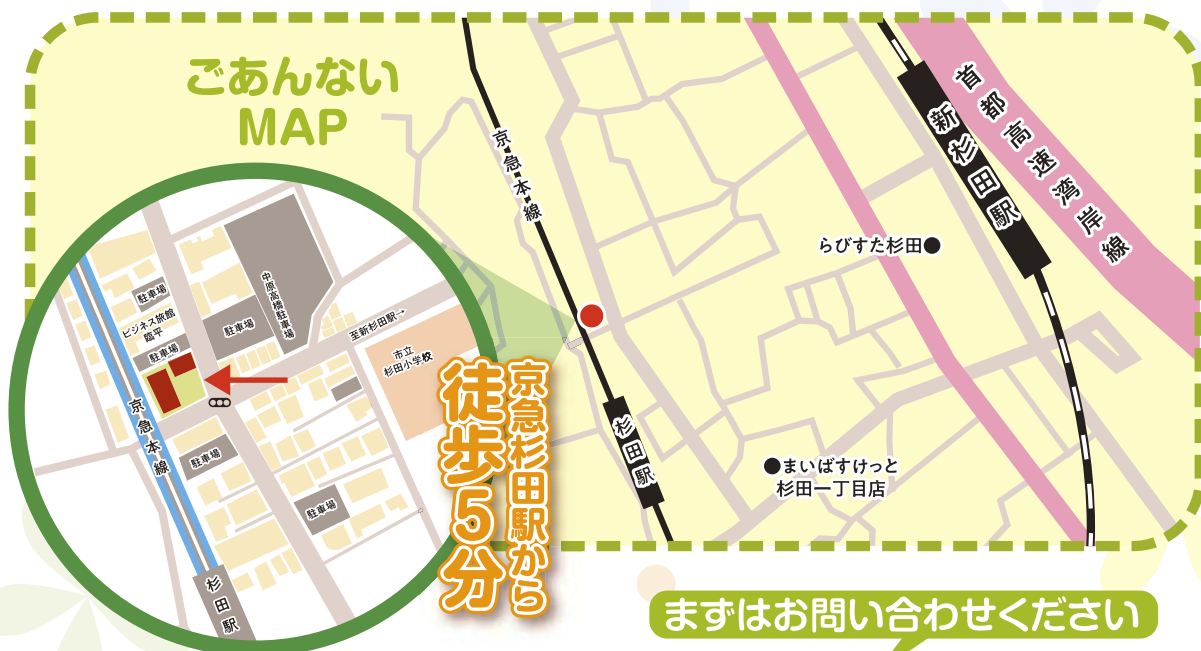 ごあんない
MAP
京急本線
新杉田駅
首都高速湾岸線
らびすた杉田
杉田駅
まいばすけっと
杉田一丁目店
駐車場
ビジネス旅館
臨平
駐車場
駐車場
中原高橋駐車場
至新杉田駅→
市立
杉田小学校
京急本線
駐車場
駐車場
杉田駅
京急杉田駅から
徒歩5分
まずはお問い合わせください